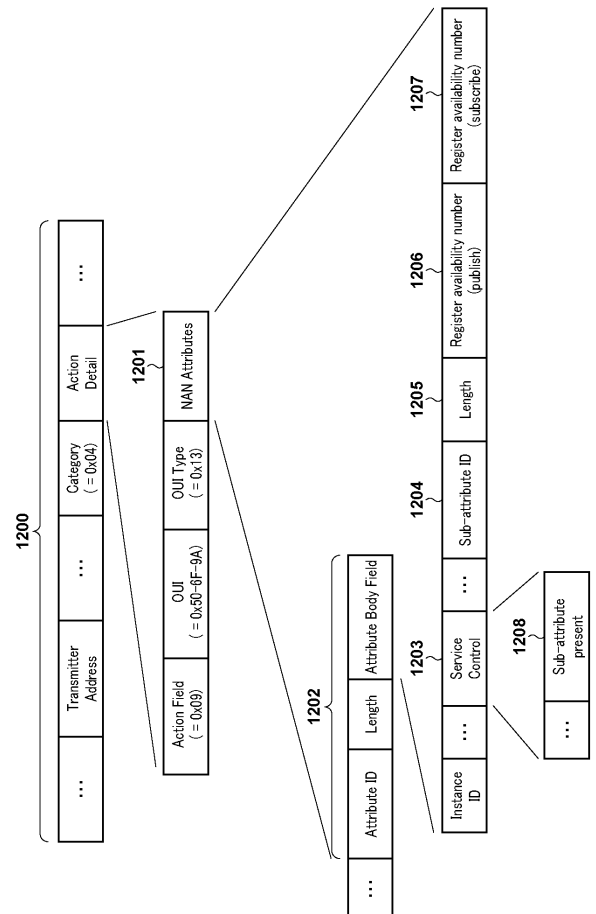 1200
...
Transmitter
Address
...
Category
( = 0x04)
Action
Detail
...
1201
Action Field
( = 0x09)
OUI
(=0x50-6F-9A)
OUI Type
( = 0x13)
NAN Attributes
1202
...
Attribute ID
Length
Attribute Body Field
1203
1204
1205
1206
1207
Instance
ID
...
Service
Control
...
Sub-attribute ID
Length
Register availability number
(publish)
Register availability number
(subscribe)
1208
...
Sub-attribute
present